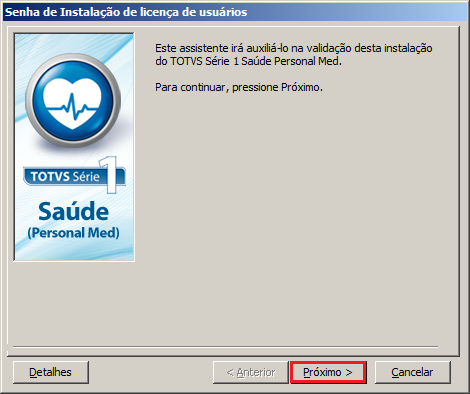 Senha de Instalação de licença de usuários
Este assistente irá auxiliá-lo na validação desta instalação
do TOTVS Série 1 Saúde Personal Med.
Para continuar, pressione Próximo.
TOTVS Série 1
Saúde
(Personal Med)
Detalhes
< Anterior
Próximo >
Cancelar